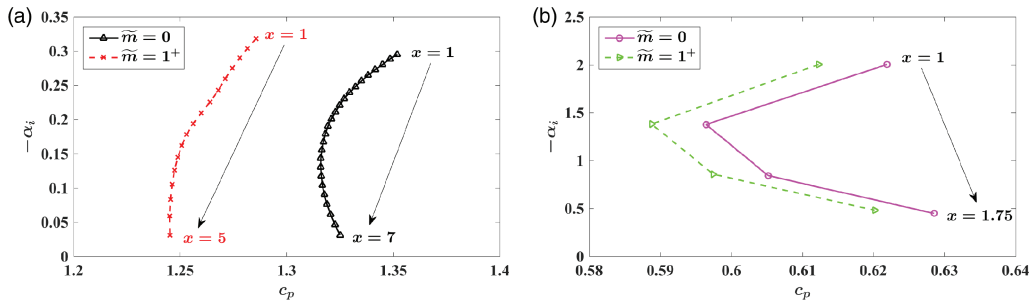 (a)
0.35
0.3
0.25
0.2
0.15
0.1
0.05
0
−αᵢ
m̃ = 0
m̃ = 1⁺
x = 1
x = 1
x = 5
x = 7
1.2
1.25
1.3
1.35
1.4
cₚ
(b)
2.5
2
1.5
1
0.5
0
−αᵢ
m̃ = 0
m̃ = 1⁺
x = 1
x = 1.75
0.58
0.59
0.6
0.61
0.62
0.63
0.64
cₚ